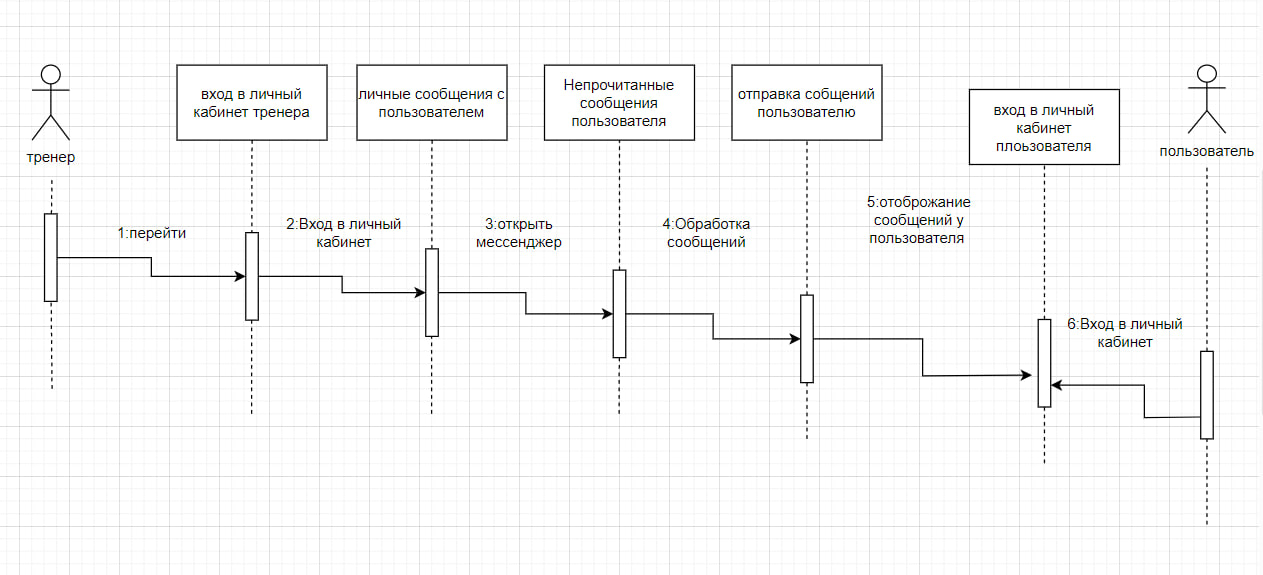 вход в личный
кабинет тренера
личные сообщения с
пользователем
Непрочитанные
сообщения
пользователя
отправка собщений
пользователю
вход в личный
кабинет
плоьзователя
тренер
пользователь
1:перейти
2:Вход в личный
кабинет
3:открыть
мессенджер
4:Обработка
сообщений
5:отоброжание
сообщений у
пользователя
6:Вход в личный
кабинет